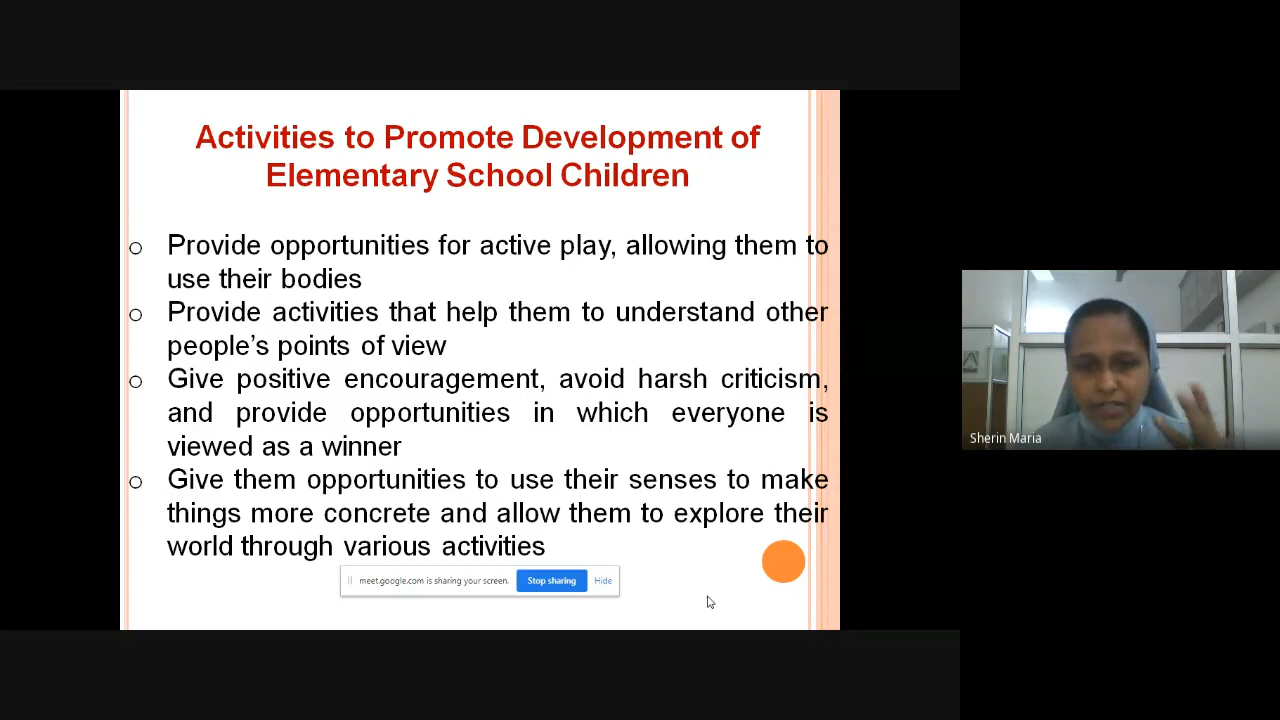 Activities to Promote Development of
Elementary School Children
o Provide opportunities for active play, allowing them to
use their bodies
o Provide activities that help them to understand other
people’s points of view
o Give positive encouragement, avoid harsh criticism,
and provide opportunities in which everyone is
viewed as a winner
o Give them opportunities to use their senses to make
things more concrete and allow them to explore their
world through various activities
meet.google.com is sharing your screen. Stop sharing Hide
Sherin Maria